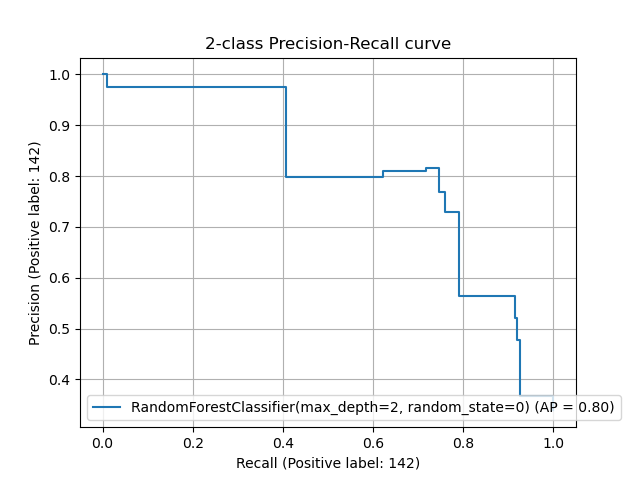 2-class Precision-Recall curve
1.0
0.9
0.8
0.7
0.6
0.5
0.4
Precision (Positive label: 142)
RandomForestClassifier(max_depth=2, random_state=0) (AP = 0.80)
0.0 0.2 0.4 0.6 0.8 1.0
Recall (Positive label: 142)